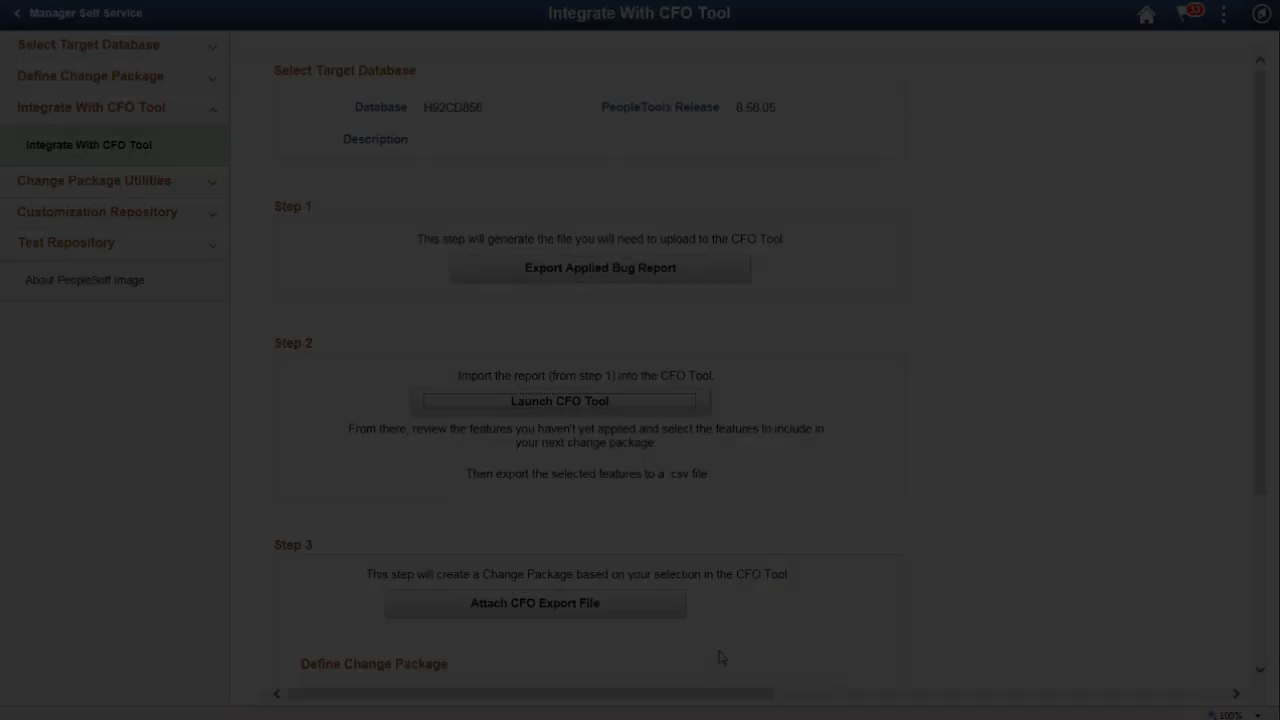 Manager Self Service
Integrate With CFO Tool
33
Select Target Database
Define Change Package
Integrate With CFO Tool
Integrate With CFO Tool
Change Package Utilities
Customization Repository
Test Repository
About PeopleSoft Image
Select Target Database
Database H92CD856 PeopleTools Release 8.56.05
Description
Step 1
This step will generate the file you will need to upload to the CFO Tool
Export Applied Bug Report
Step 2
Import the report (from step 1) into the CFO Tool.
Launch CFO Tool
From there, review the features you haven't yet applied and select the features to include in
your next change package.
Then export the selected features to a .csv file
Step 3
This step will create a Change Package based on your selection in the CFO Tool
Attach CFO Export File
Define Change Package
100%